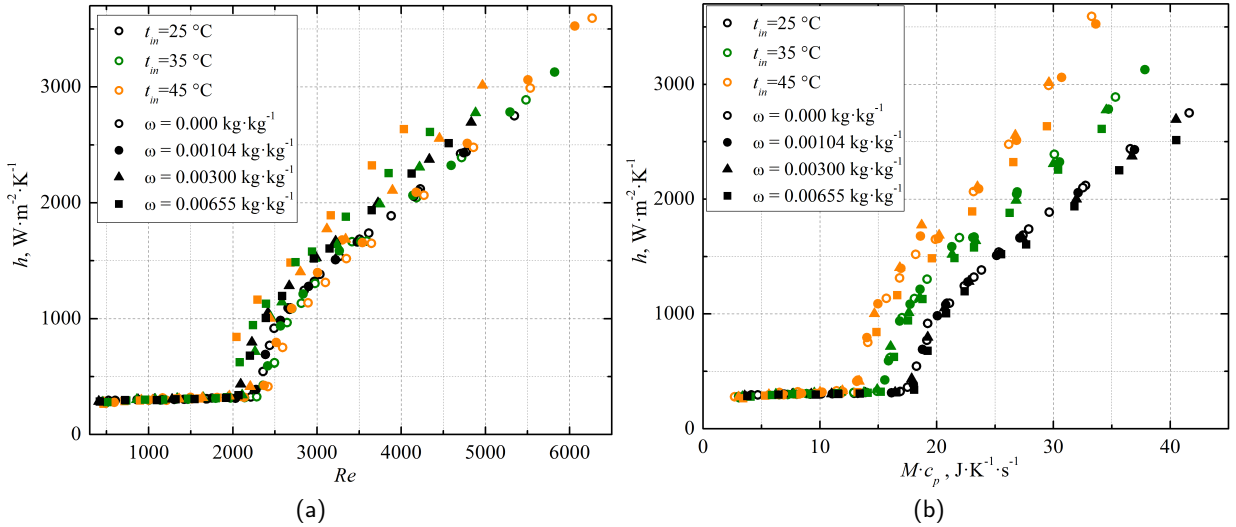 t_in=25 °C
t_in=35 °C
t_in=45 °C
ω = 0.000 kg·kg⁻¹
ω = 0.00104 kg·kg⁻¹
ω = 0.00300 kg·kg⁻¹
ω = 0.00655 kg·kg⁻¹
h, W·m⁻²·K⁻¹
3000
2000
1000
0
1000 2000 3000 4000 5000 6000
Re
(a)
t_in=25 °C
t_in=35 °C
t_in=45 °C
ω = 0.000 kg·kg⁻¹
ω = 0.00104 kg·kg⁻¹
ω = 0.00300 kg·kg⁻¹
ω = 0.00655 kg·kg⁻¹
h, W·m⁻²·K⁻¹
3000
2000
1000
0
0 10 20 30 40
M·c_p , J·K⁻¹·s⁻¹
(b)